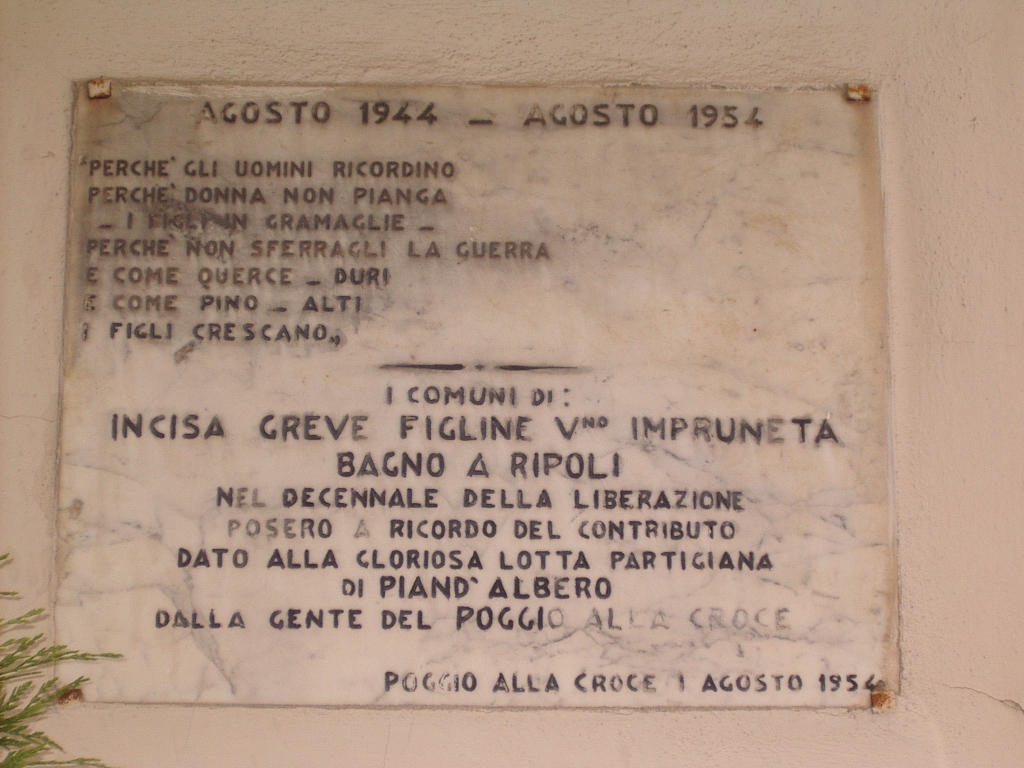 AGOSTO 1944 – AGOSTO 1954
"PERCHE' GLI UOMINI RICORDINO
PERCHE' DONNA NON PIANGA
– I FIGLI IN GRAMAGLIE –
PERCHE' NON SFERRAGLI LA GUERRA
E COME QUERCE – DURI
E COME PINO – ALTI
I FIGLI CRESCANO„
I COMUNI DI:
INCISA GREVE FIGLINE Vᴺᴼ IMPRUNETA
BAGNO A RIPOLI
NEL DECENNALE DELLA LIBERAZIONE
POSERO A RICORDO DEL CONTRIBUTO
DATO ALLA GLORIOSA LOTTA PARTIGIANA
DI PIAND'ALBERO
DALLA GENTE DEL POGGIO ALLA CROCE
POGGIO ALLA CROCE 1 AGOSTO 1954